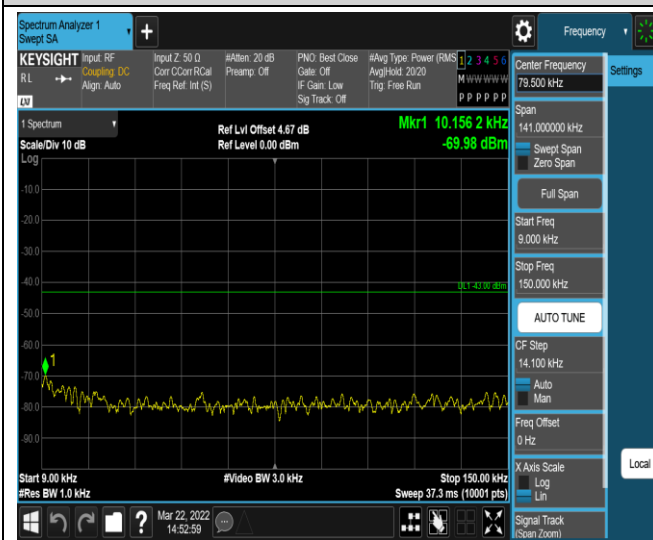 Spectrum Analyzer 1
Swept SA
+
Frequency
KEYSIGHT
RL
LXI
Input: RF
Coupling: DC
Align: Auto
Input Z: 50 Ω
Corr CCorr RCal
Freq Ref: Int (S)
#Atten: 20 dB
Preamp: Off
PNO: Best Close
Gate: Off
IF Gain: Low
Sig Track: Off
#Avg Type: Power (RMS
Avg|Hold: 20/20
Trig: Free Run
1 2 3 4 5 6
M W W W W W
P P P P P P
1 Spectrum
Scale/Div 10 dB
Log
Ref Lvl Offset 4.67 dB
Ref Level 0.00 dBm
Mkr1 10.156 2 kHz
-69.98 dBm
-10.0
-20.0
-30.0
-40.0
DL1 -43.00 dBm
-50.0
-60.0
1
-70.0
-80.0
-90.0
Start 9.00 kHz
#Res BW 1.0 kHz
#Video BW 3.0 kHz
Stop 150.00 kHz
Sweep 37.3 ms (10001 pts)
?
Mar 22, 2022
14:52:59
Center Frequency
79.500 kHz
Span
141.000000 kHz
Swept Span
Zero Span
Full Span
Start Freq
9.000 kHz
Stop Freq
150.000 kHz
AUTO TUNE
CF Step
14.100 kHz
Auto
Man
Freq Offset
0 Hz
X Axis Scale
Log
Lin
Signal Track
(Span Zoom)
Settings
Local